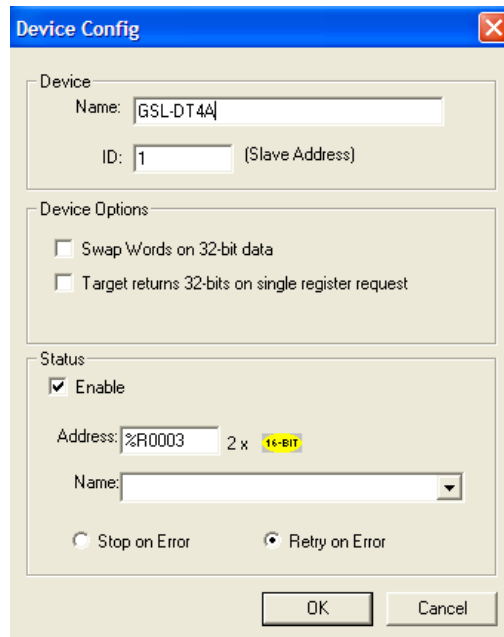 Device Config
Device
Name: GSL-DT4A
ID: 1 (Slave Address)
Device Options
Swap Words on 32-bit data
Target returns 32-bits on single register request
Status
Enable
Address: %R0003 2 x 16-BIT
Name:
Stop on Error Retry on Error
OK Cancel